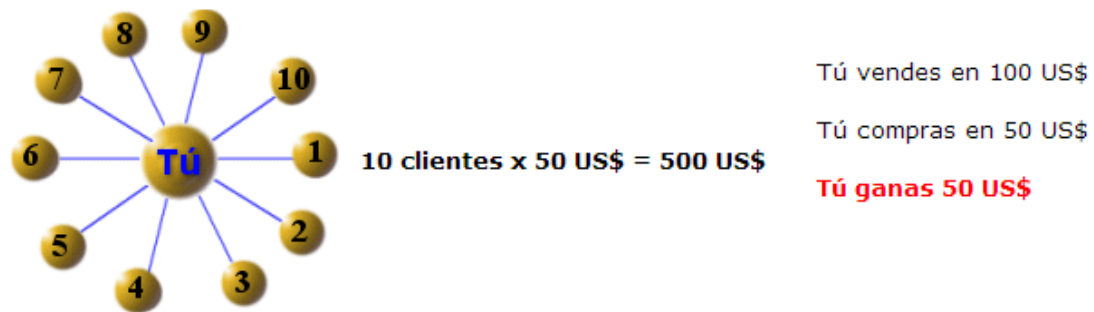 8
9
7
10
6
Tú
1
5
2
4
3
10 clientes x 50 US$ = 500 US$
Tú vendes en 100 US$
Tú compras en 50 US$
Tú ganas 50 US$